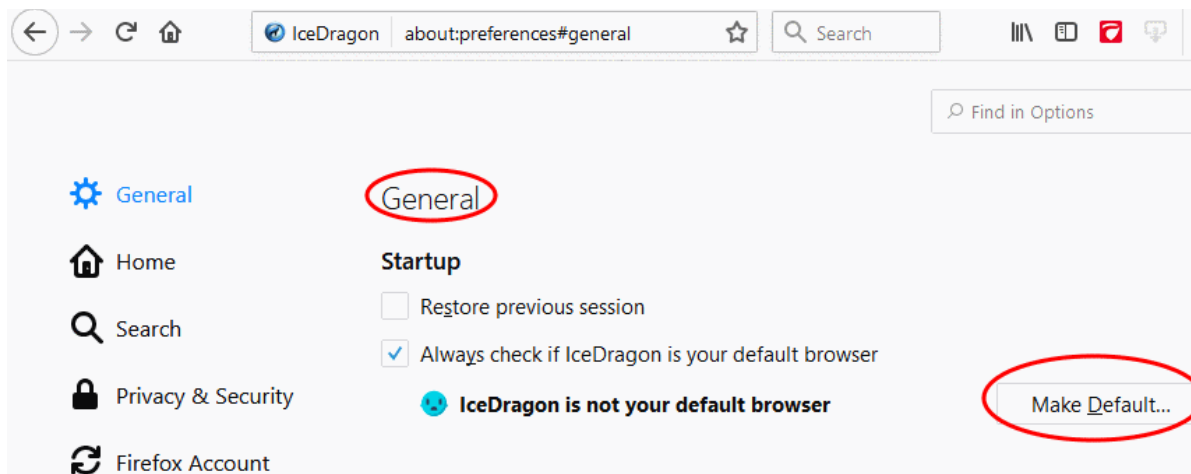 IceDragon about:preferences#general Search
Find in Options
General
General
Home
Startup
Restore previous session
Search
Always check if IceDragon is your default browser
Privacy & Security
IceDragon is not your default browser
Make Default...
Firefox Account